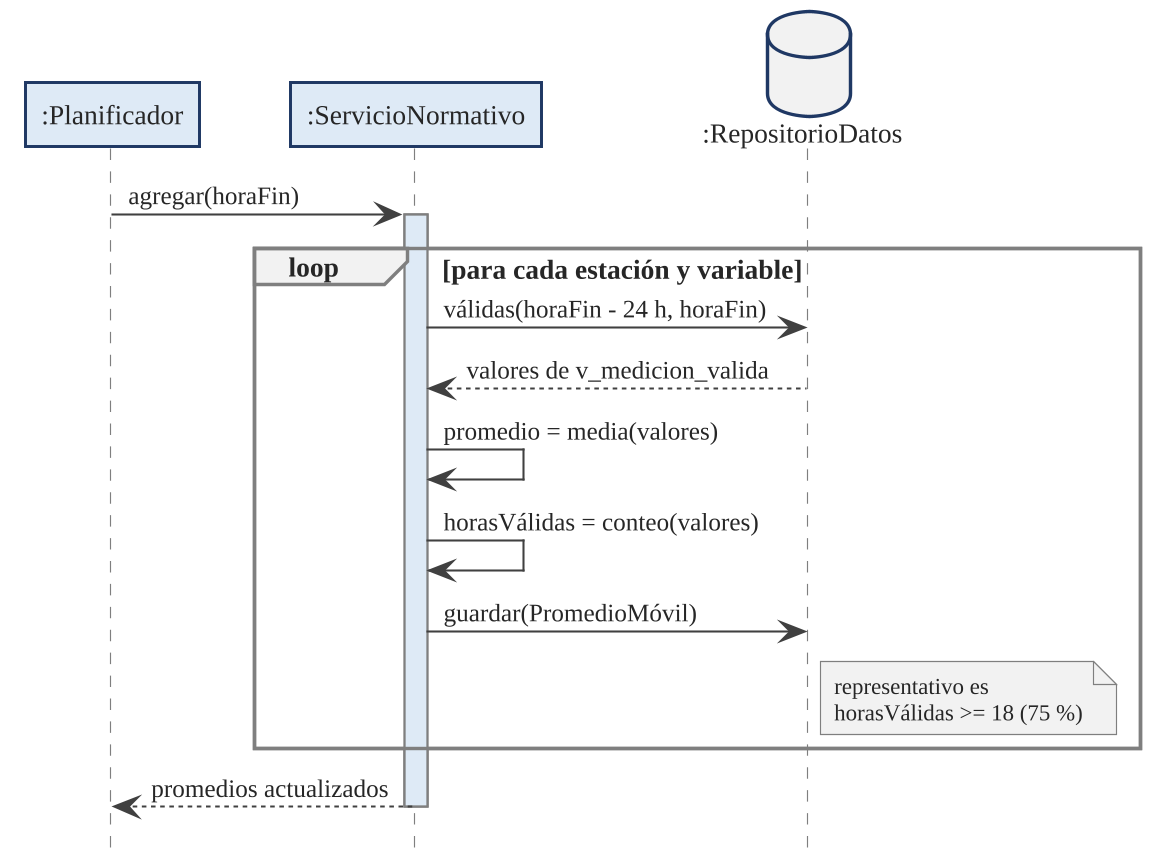 :Planificador
:ServicioNormativo
:RepositorioDatos
agregar(horaFin)
loop
[para cada estación y variable]
válidas(horaFin - 24 h, horaFin)
valores de v_medicion_valida
promedio = media(valores)
horasVálidas = conteo(valores)
guardar(PromedioMóvil)
representativo es
horasVálidas >= 18 (75 %)
promedios actualizados